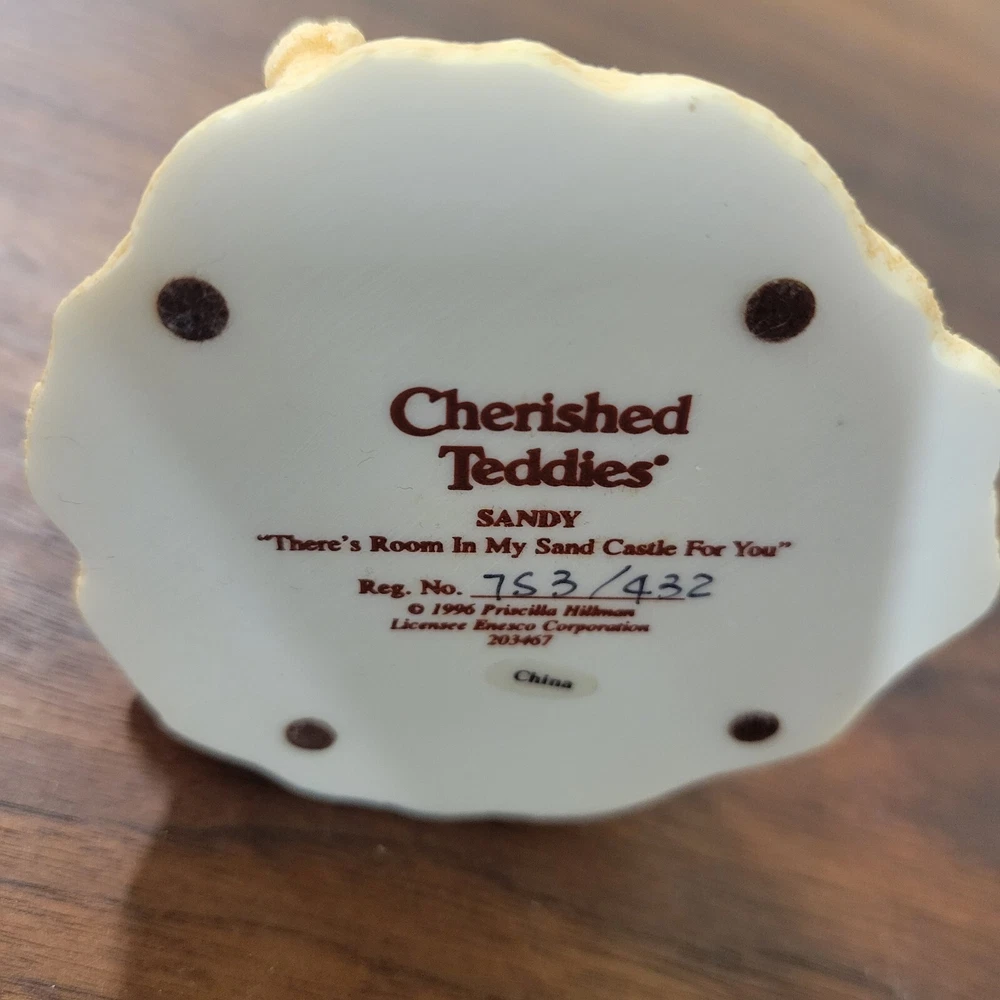 Cherished
Teddies
SANDY
“There's Room In My Sand Castle For You”
Reg. No. 7S3/432
© 1996 Priscilla Hillman
Licensee Enesco Corporation
203467
China